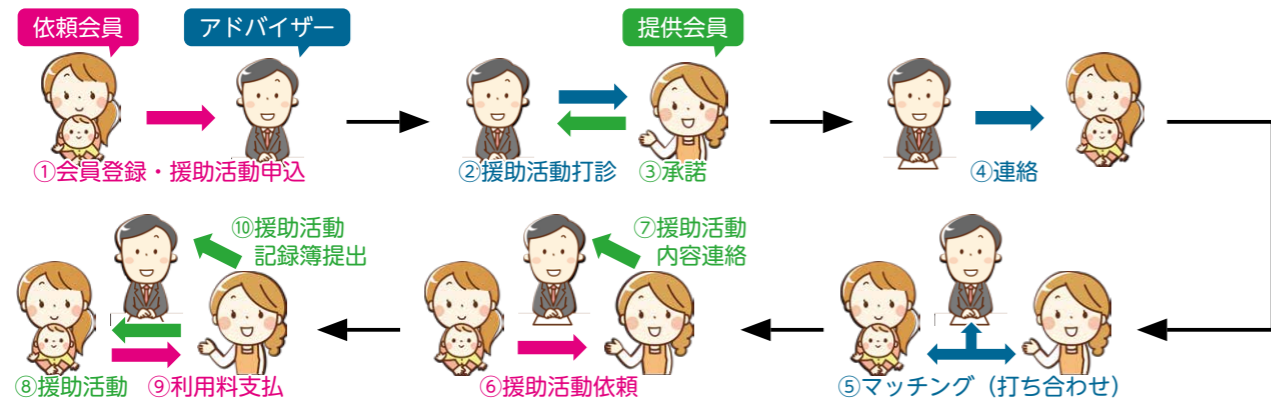 依頼会員
アドバイザー
提供会員
①会員登録・援助活動申込
②援助活動打診
③承諾
④連絡
⑤マッチング（打ち合わせ）
⑥援助活動依頼
⑦援助活動
内容連絡
⑧援助活動
⑨利用料支払
⑩援助活動
記録簿提出